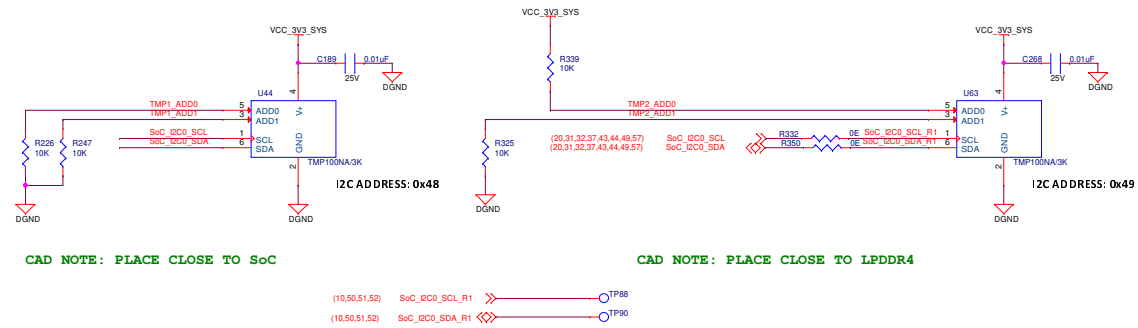 VCC_3V3_SYS
C189
0.01uF
25V
DGND
U44
4
TMP1_ADD0
5
ADD0
V+
TMP1_ADD1
3
ADD1
SoC_I2C0_SCL
1
SCL
SoC_I2C0_SDA
6
SDA
GND
TMP100NA/3K
2
R226
10K
R247
10K
DGND
DGND
I2C ADDRESS: 0x48
CAD NOTE: PLACE CLOSE TO SoC
VCC_3V3_SYS
R339
10K
VCC_3V3_SYS
C268
0.01uF
25V
DGND
U63
4
TMP2_ADD0
5
ADD0
V+
TMP2_ADD1
3
ADD1
(20,31,32,37,43,44,49,57)
SoC_I2C0_SCL
R332
0E
SoC_I2C0_SCL_R1
1
SCL
(20,31,32,37,43,44,49,57)
SoC_I2C0_SDA
R350
0E
SoC_I2C0_SDA_R1
6
SDA
GND
TMP100NA/3K
2
R325
10K
DGND
DGND
I2C ADDRESS: 0x49
CAD NOTE: PLACE CLOSE TO LPDDR4
(10,50,51,52)
SoC_I2C0_SCL_R1
TP88
(10,50,51,52)
SoC_I2C0_SDA_R1
TP90